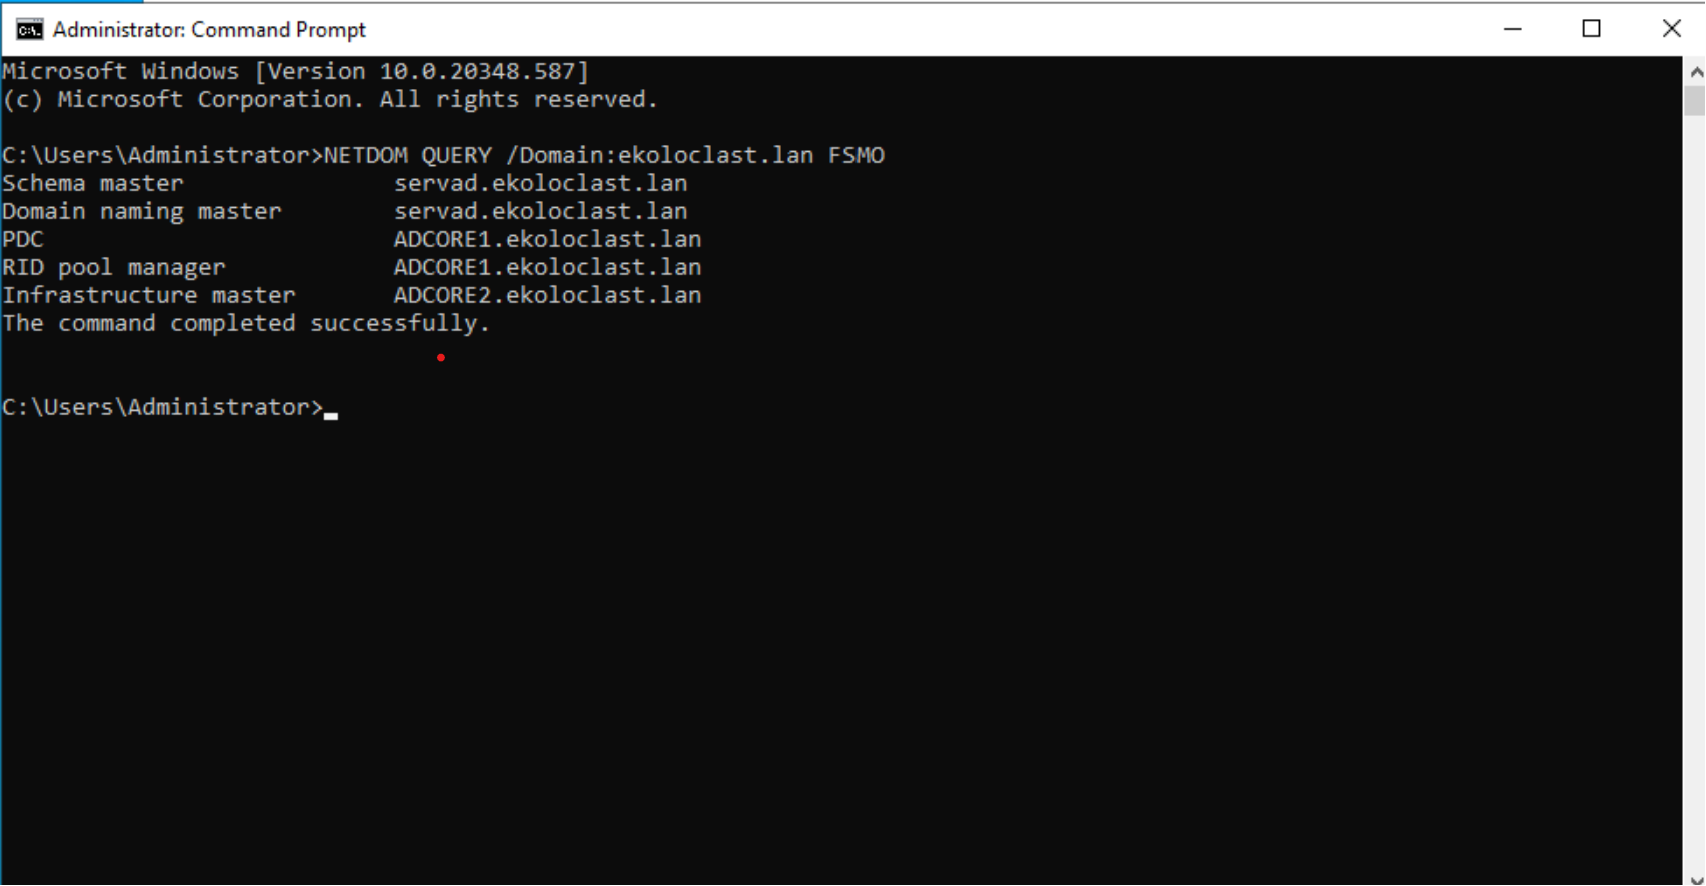 Administrator: Command Prompt
Microsoft Windows [Version 10.0.20348.587]
(c) Microsoft Corporation. All rights reserved.
C:\Users\Administrator>NETDOM QUERY /Domain:ekoloclast.lan FSMO
Schema master               servad.ekoloclast.lan
Domain naming master        servad.ekoloclast.lan
PDC                         ADCORE1.ekoloclast.lan
RID pool manager            ADCORE1.ekoloclast.lan
Infrastructure master       ADCORE2.ekoloclast.lan
The command completed successfully.
C:\Users\Administrator>